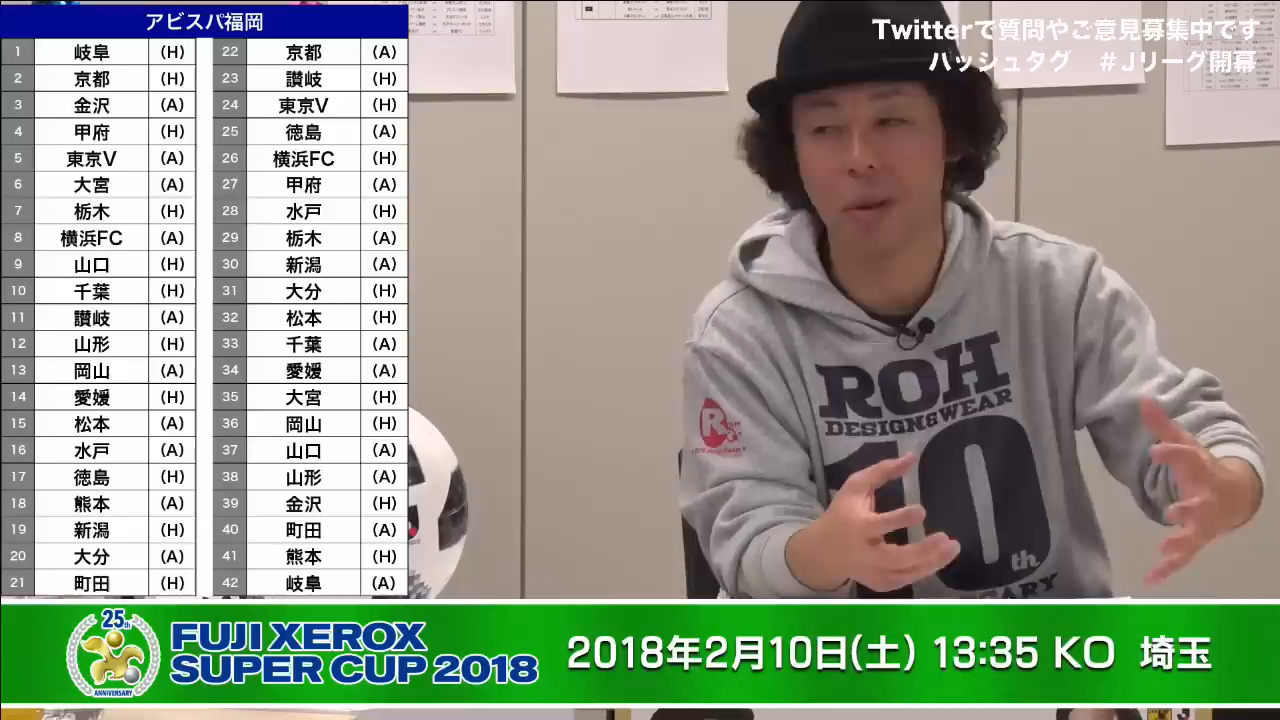 アビスパ福岡
1 岐阜 (H) 22 京都 (A)
2 京都 (H) 23 讃岐 (H)
3 金沢 (A) 24 東京V (H)
4 甲府 (H) 25 徳島 (A)
5 東京V (A) 26 横浜FC (H)
6 大宮 (A) 27 甲府 (A)
7 栃木 (H) 28 水戸 (H)
8 横浜FC (A) 29 栃木 (A)
9 山口 (H) 30 新潟 (A)
10 千葉 (H) 31 大分 (H)
11 讃岐 (A) 32 松本 (H)
12 山形 (H) 33 千葉 (A)
13 岡山 (A) 34 愛媛 (A)
14 愛媛 (H) 35 大宮 (H)
15 松本 (A) 36 岡山 (H)
16 水戸 (A) 37 山口 (A)
17 徳島 (H) 38 山形 (A)
18 熊本 (A) 39 金沢 (H)
19 新潟 (H) 40 町田 (A)
20 大分 (A) 41 熊本 (H)
21 町田 (H) 42 岐阜 (A)
Twitterで質問やご意見募集中です
ハッシュタグ #Jリーグ開幕
ROH
DESIGN&WEAR
10th
25th
ANNIVERSARY
FUJI XEROX
SUPER CUP 2018
2018年2月10日(土) 13:35 KO 埼玉